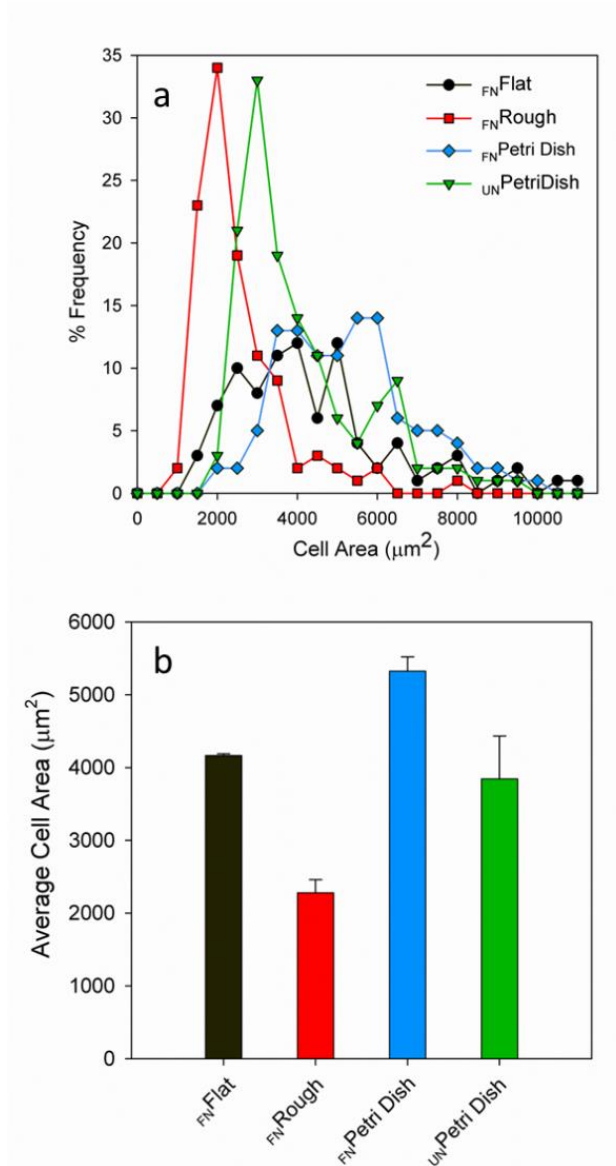 a
35
30
25
20
15
10
5
0
% Frequency
FNFlat
FNRough
FNPetri Dish
UNPetriDish
0 2000 4000 6000 8000 10000
Cell Area (μm²)
b
6000
5000
4000
3000
2000
1000
0
Average Cell Area (μm²)
FNFlat
FNRough
FNPetri Dish
UNPetri Dish